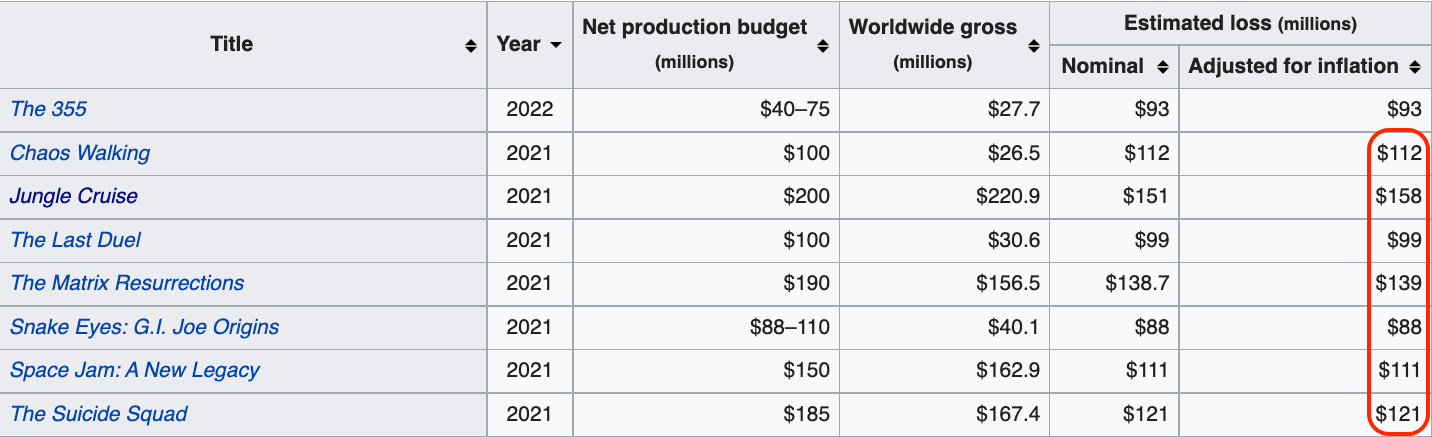 Title Year Net production budget (millions) Worldwide gross (millions) Estimated loss (millions)
Nominal Adjusted for inflation
The 355 2022 $40–75 $27.7 $93 $93
Chaos Walking 2021 $100 $26.5 $112 $112
Jungle Cruise 2021 $200 $220.9 $151 $158
The Last Duel 2021 $100 $30.6 $99 $99
The Matrix Resurrections 2021 $190 $156.5 $138.7 $139
Snake Eyes: G.I. Joe Origins 2021 $88–110 $40.1 $88 $88
Space Jam: A New Legacy 2021 $150 $162.9 $111 $111
The Suicide Squad 2021 $185 $167.4 $121 $121